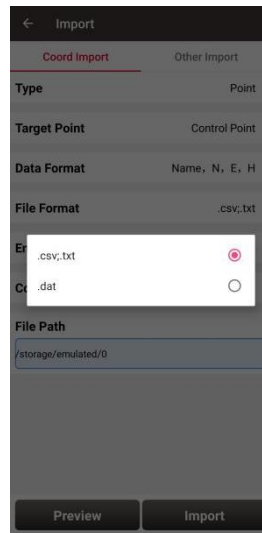 Import
Coord Import Other Import
Type Point
Target Point Control Point
Data Format Name, N, E, H
File Format .csv;.txt
.csv;.txt
.dat
File Path
/storage/emulated/0
Preview Import